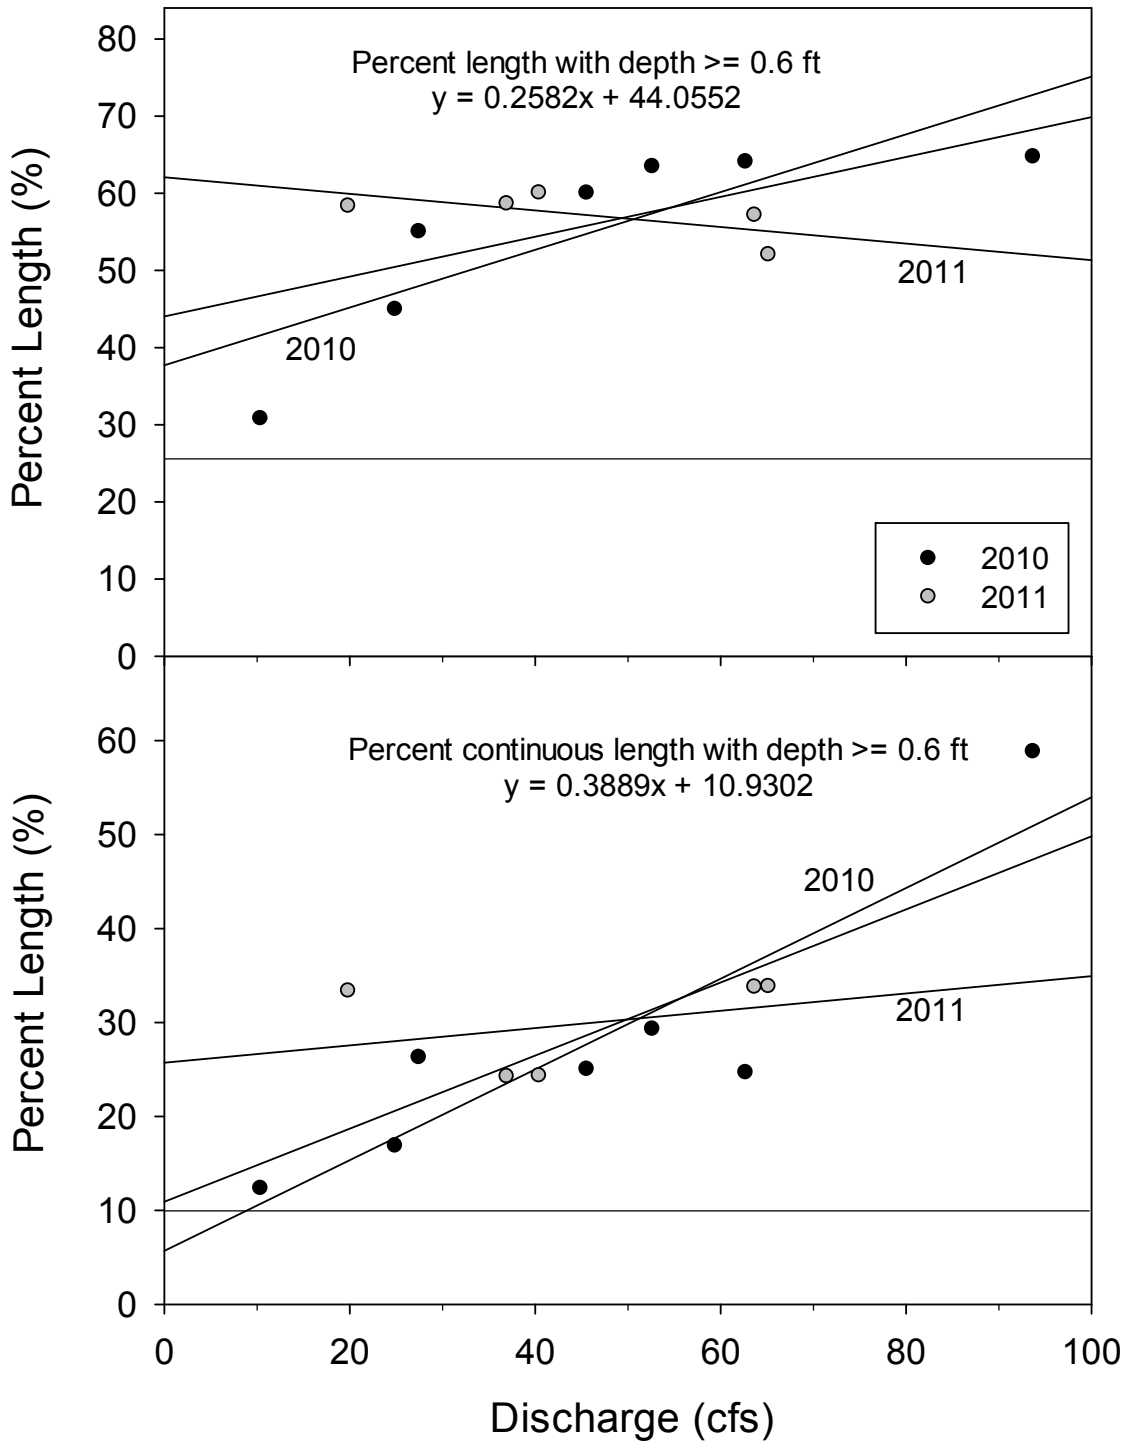 Percent Length (%)
80
70
60
50
40
30
20
10
0
Percent length with depth >= 0.6 ft
y = 0.2582x + 44.0552
2011
2010
2010
2011
Percent Length (%)
60
50
40
30
20
10
0
Percent continuous length with depth >= 0.6 ft
y = 0.3889x + 10.9302
2010
2011
0 20 40 60 80 100
Discharge (cfs)